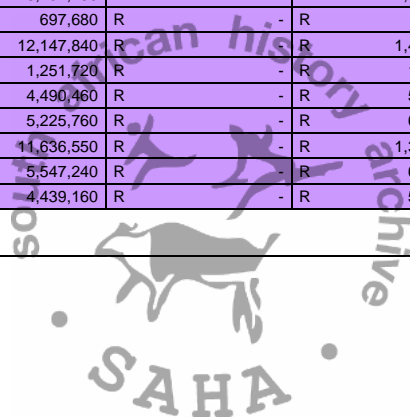 697,680 R - R
12,147,840 R - R
1,251,720 R - R
4,490,460 R - R
5,225,760 R - R
11,636,550 R - R
5,547,240 R - R
4,439,160 R - R
south african history archive
SAHA